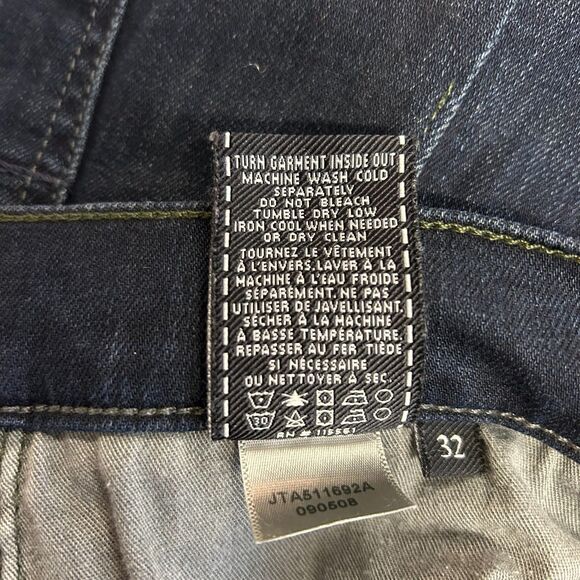 TURN GARMENT INSIDE OUT
MACHINE WASH COLD
SEPARATELY
DO NOT BLEACH
TUMBLE DRY LOW
IRON COOL WHEN NEEDED
OR DRY CLEAN
TOURNEZ LE VÊTEMENT
À L'ENVERS.LAVER À LA
MACHINE À L'EAU FROIDE
SÉPARÉMENT.NE PAS
UTILISER DE JAVELLISANT.
SÉCHER À LA MACHINE
À BASSE TEMPÉRATURE.
REPASSER AU FER TIÈDE
SI NÉCESSAIRE
OU NETTOYER À SEC.
30
RN # 115561
32
JTA511692A
090508